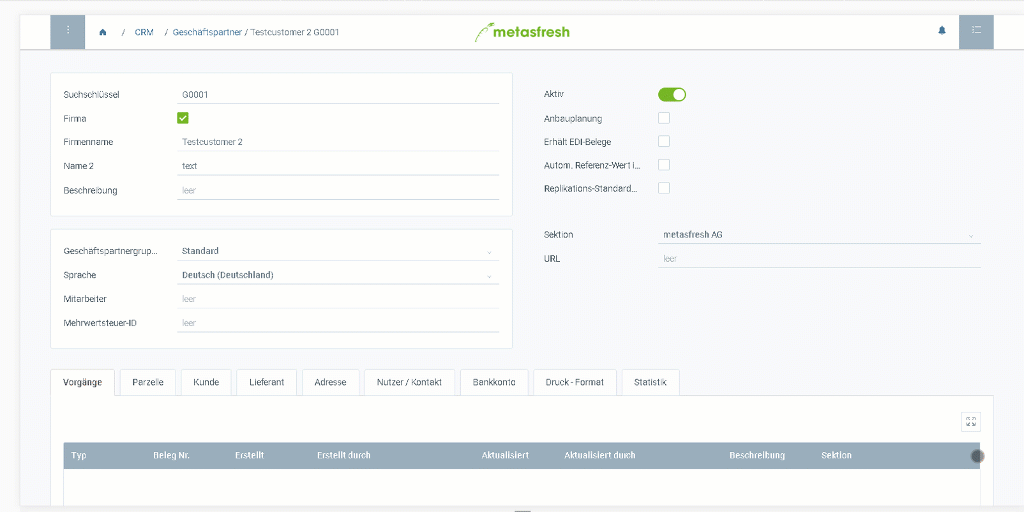 / CRM / Geschäftspartner / Testcustomer 2 G0001
metasfresh
Suchschlüssel G0001
Firma
Firmenname Testcustomer 2
Name 2 text
Beschreibung leer
Aktiv
Anbauplanung
Erhält EDI-Belege
Autom. Referenz-Wert i...
Replikations-Standard...
Geschäftspartnergrup... Standard
Sprache Deutsch (Deutschland)
Mitarbeiter leer
Mehrwertsteuer-ID leer
Sektion metasfresh AG
URL leer
Vorgänge Parzelle Kunde Lieferant Adresse Nutzer / Kontakt Bankkonto Druck - Format Statistik
Typ Beleg Nr. Erstellt Erstellt durch Aktualisiert Aktualisiert durch Beschreibung Sektion